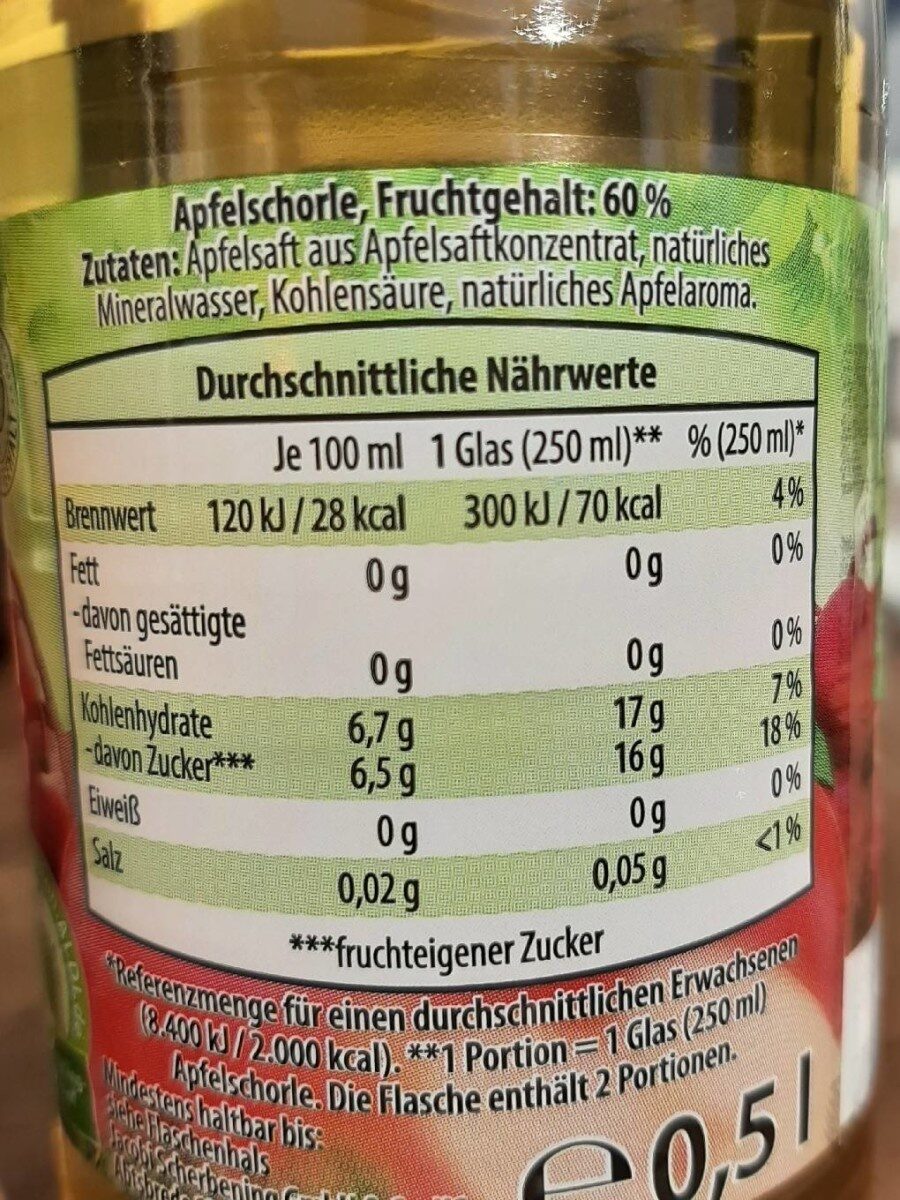 Apfelschorle, Fruchtgehalt: 60 %
Zutaten: Apfelsaft aus Apfelsaftkonzentrat, natürliches
Mineralwasser, Kohlensäure, natürliches Apfelaroma.
Durchschnittliche Nährwerte
Je 100 ml 1 Glas (250 ml)** % (250 ml)*
Brennwert 120 kJ / 28 kcal 300 kJ / 70 kcal 4 %
Fett 0 g 0 g 0 %
-davon gesättigte
Fettsäuren 0 g 0 g 0 %
Kohlenhydrate 6,7 g 17 g 7 %
-davon Zucker*** 6,5 g 16 g 18 %
Eiweiß 0 g 0 g 0 %
Salz 0,02 g 0,05 g <1 %
***fruchteigener Zucker
*Referenzmenge für einen durchschnittlichen Erwachsenen
(8.400 kJ / 2.000 kcal). **1 Portion = 1 Glas (250 ml)
Apfelschorle. Die Flasche enthält 2 Portionen.
Mindestens haltbar bis:
siehe Flaschenhals
Jacobi Scherbening
℮ 0,5 l